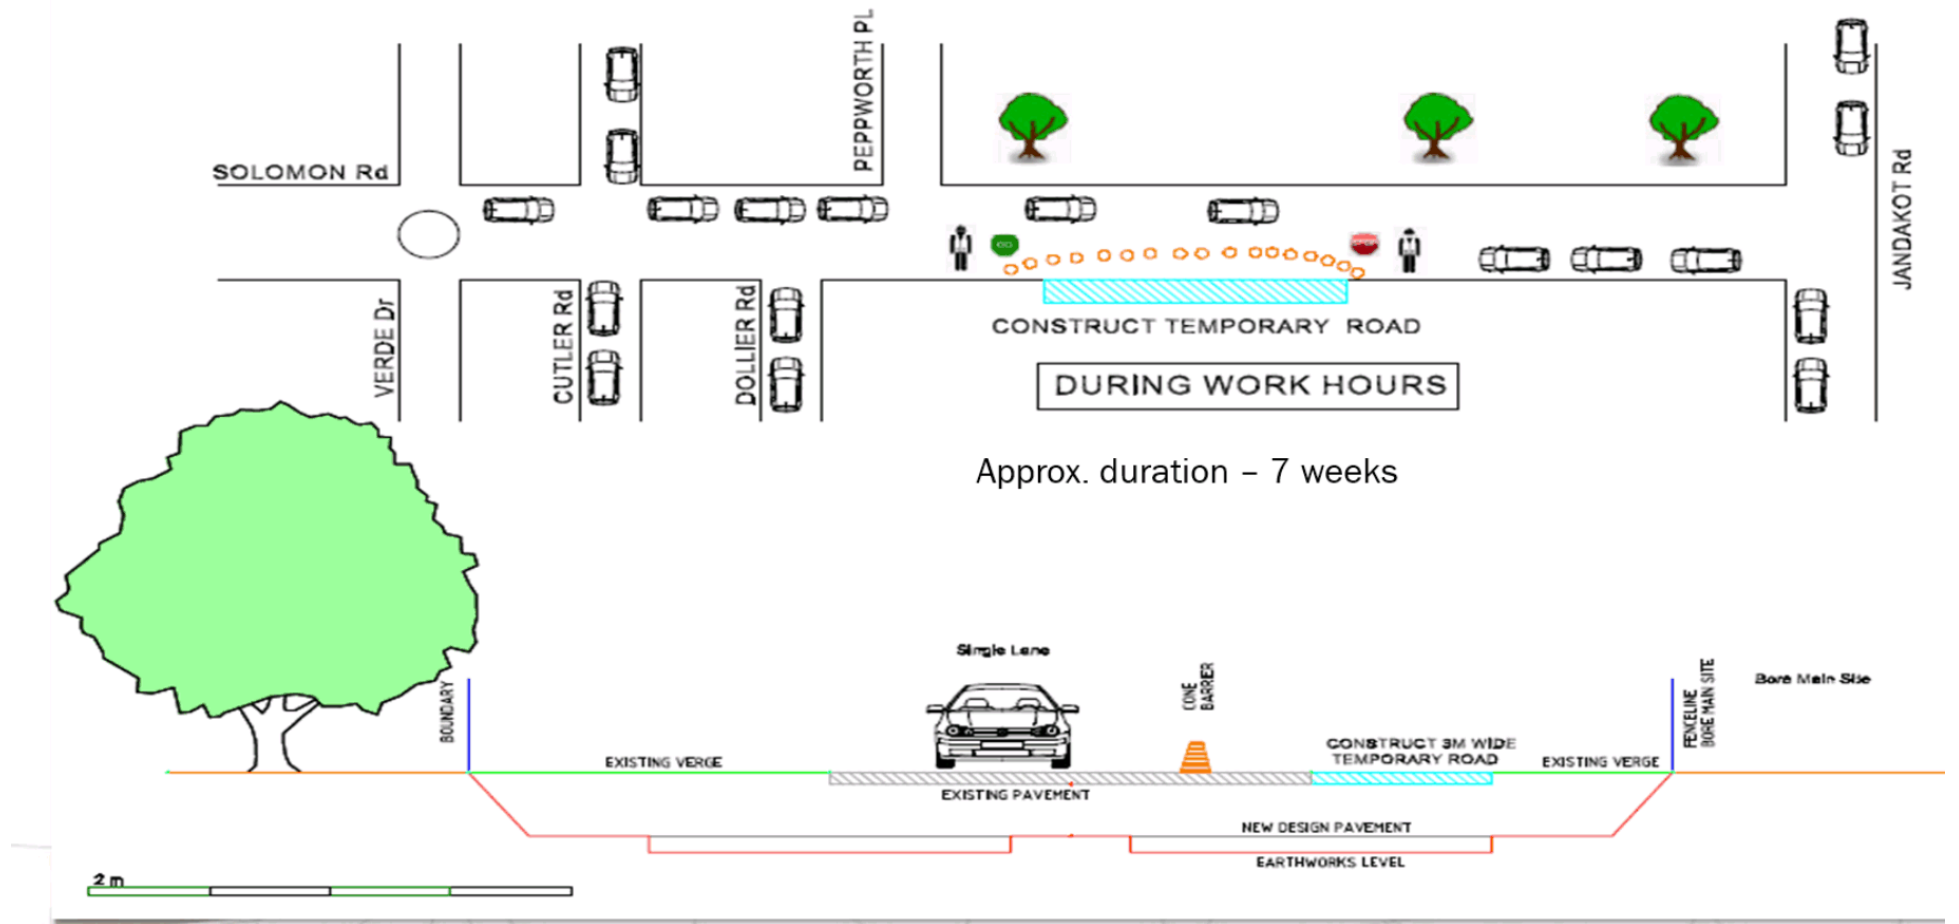 PEPPWORTH PL
SOLOMON Rd
JANDAKOT Rd
GO
STOP
VERDE Dr
CUTLER Rd
DOLLIER Rd
CONSTRUCT TEMPORARY ROAD
DURING WORK HOURS
Approx. duration – 7 weeks
Single Lane
BOUNDARY
CONE
BARRIER
FENCELINE
BORE MAIN SITE
Bore Main Site
CONSTRUCT 3M WIDE
TEMPORARY ROAD
EXISTING VERGE
EXISTING VERGE
EXISTING PAVEMENT
NEW DESIGN PAVEMENT
EARTHWORKS LEVEL
2 m